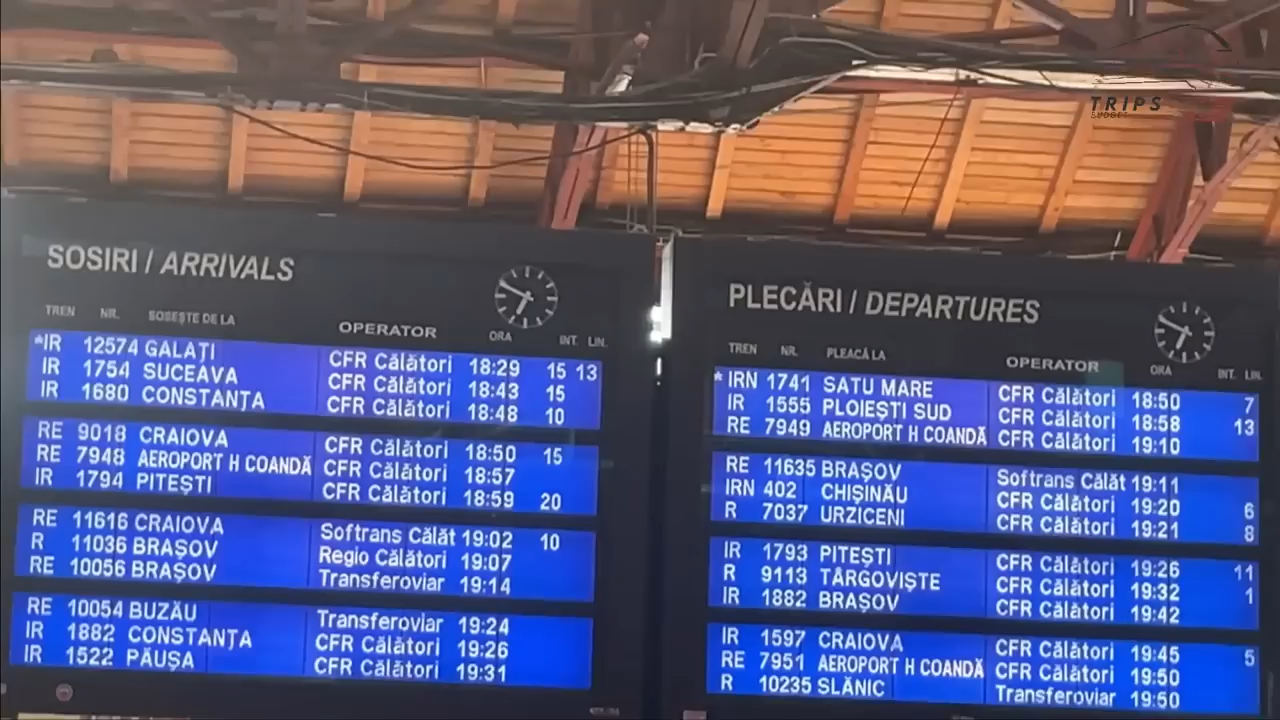 TRIPS
BUDGET
SOSIRI / ARRIVALS
TREN NR. SOSEȘTE DE LA OPERATOR ORA INT. LIN.
*IR 12574 GALAȚI CFR Călători 18:29 15 13
IR 1754 SUCEAVA CFR Călători 18:43 15
IR 1680 CONSTANȚA CFR Călători 18:48 10
RE 9018 CRAIOVA CFR Călători 18:50 15
RE 7948 AEROPORT H COANDĂ CFR Călători 18:57
IR 1794 PITEȘTI CFR Călători 18:59 20
RE 11616 CRAIOVA Softrans Călăt 19:02 10
R 11036 BRAȘOV Regio Călători 19:07
RE 10056 BRAȘOV Transferoviar 19:14
RE 10054 BUZĂU Transferoviar 19:24
IR 1882 CONSTANȚA CFR Călători 19:26
IR 1522 PĂUȘA CFR Călători 19:31
PLECĂRI / DEPARTURES
TREN NR. PLEACĂ LA OPERATOR ORA INT. LIN.
* IRN 1741 SATU MARE CFR Călători 18:50 7
IR 1555 PLOIEȘTI SUD CFR Călători 18:58 13
RE 7949 AEROPORT H COANDĂ CFR Călători 19:10
RE 11635 BRAȘOV Softrans Călăt 19:11
IRN 402 CHIȘINĂU CFR Călători 19:20 6
R 7037 URZICENI CFR Călători 19:21 8
IR 1793 PITEȘTI CFR Călători 19:26 11
R 9113 TÂRGOVIȘTE CFR Călători 19:32 1
IR 1882 BRAȘOV CFR Călători 19:42
IR 1597 CRAIOVA CFR Călători 19:45 5
RE 7951 AEROPORT H COANDĂ CFR Călători 19:50
R 10235 SLĂNIC Transferoviar 19:50